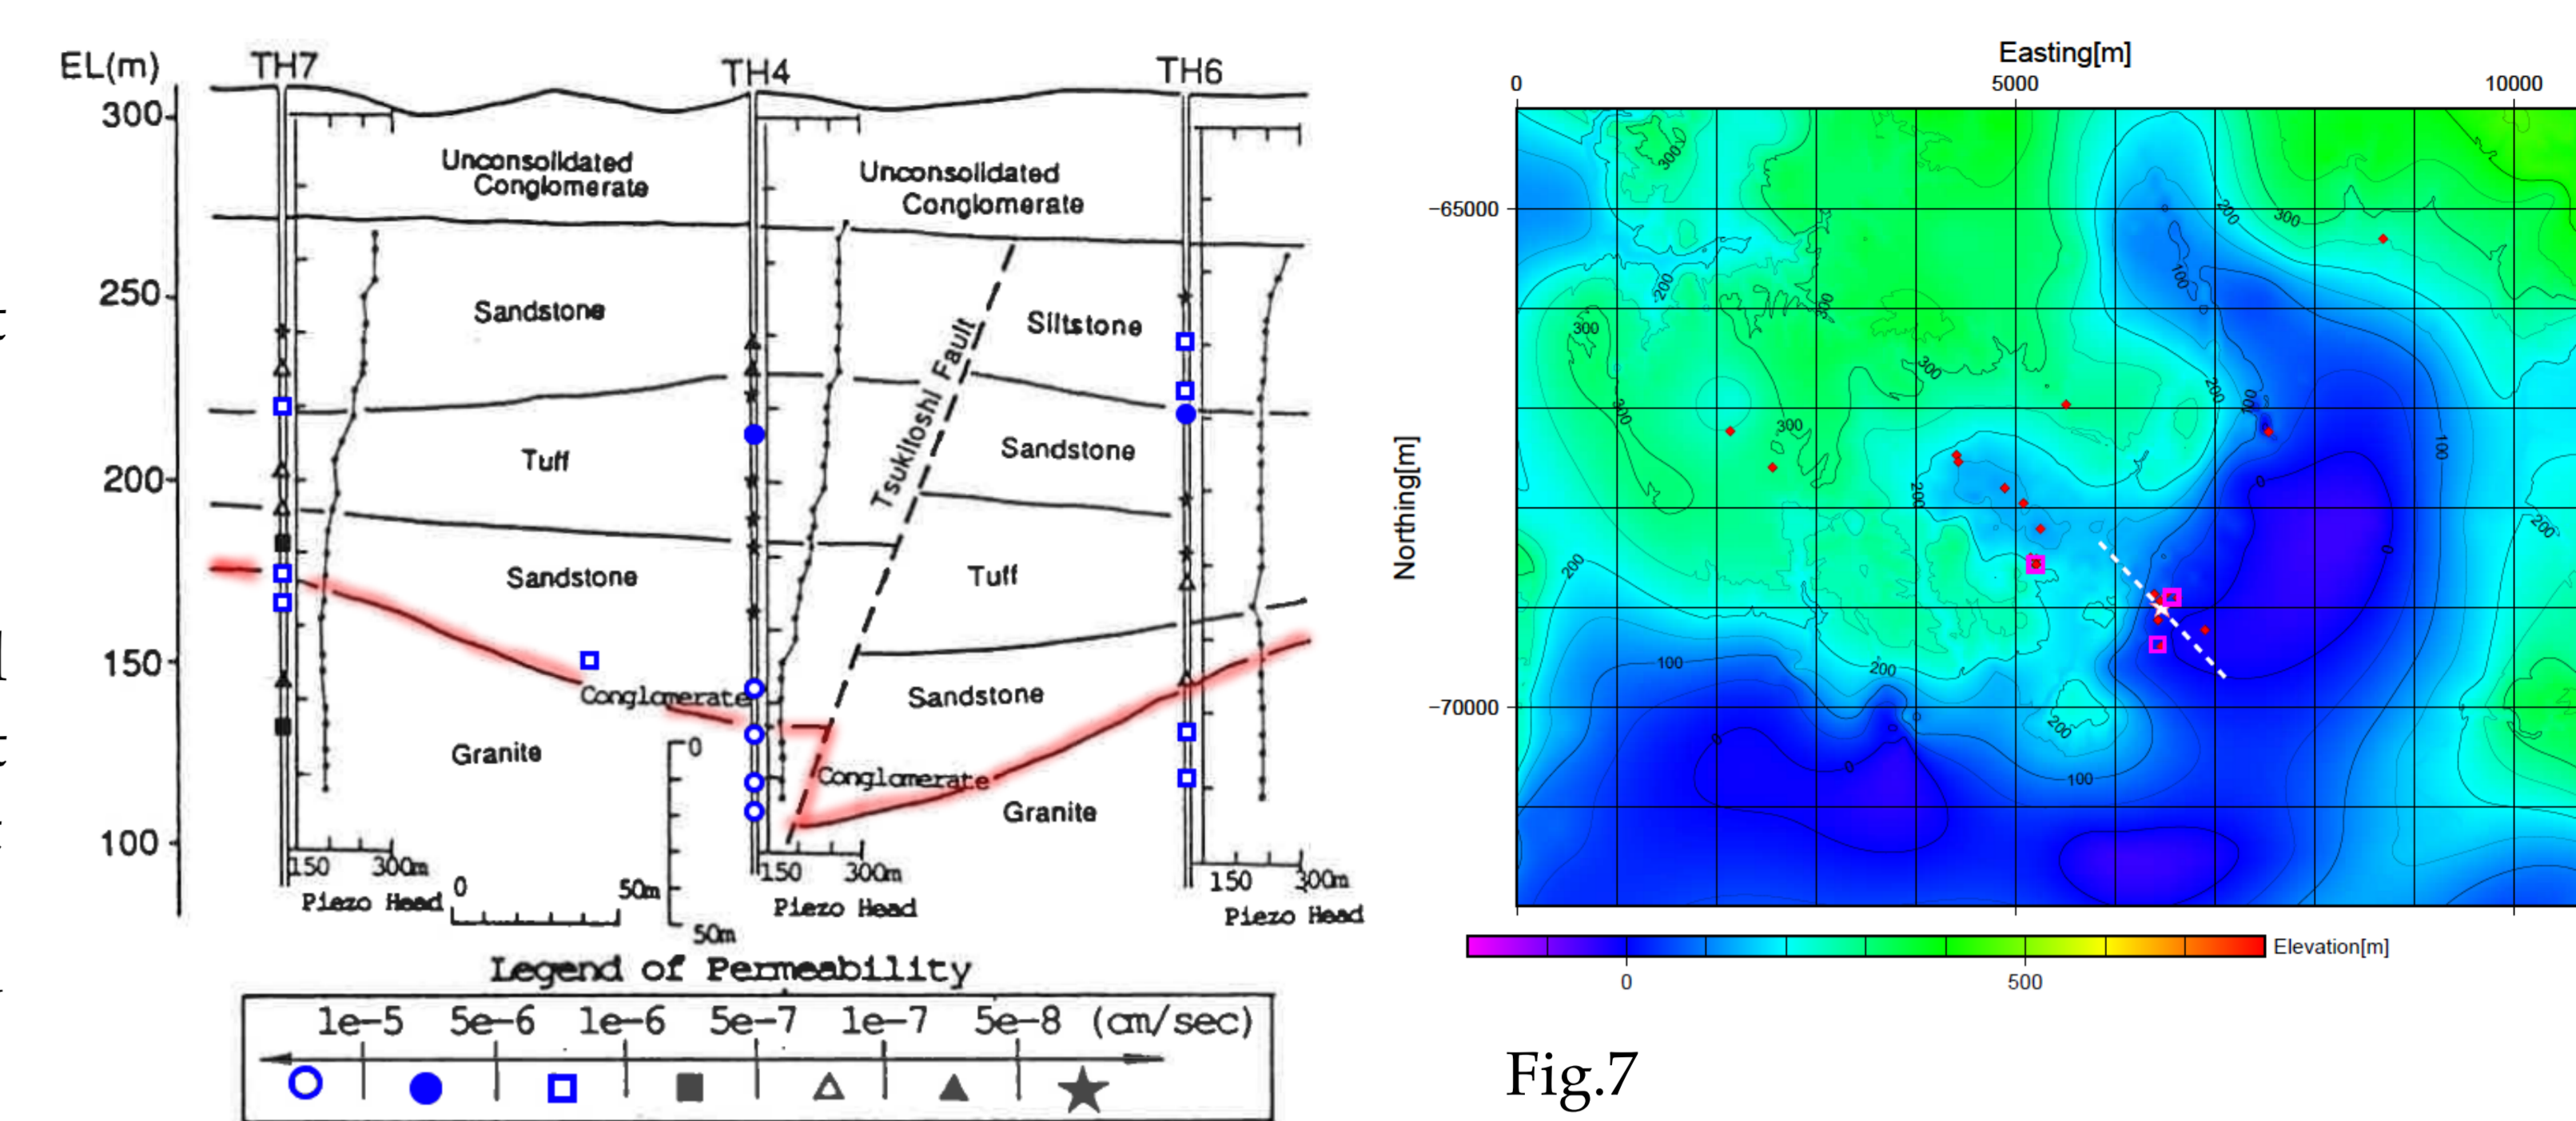 EL(m)
TH7
TH4
TH6
300
250
200
150
100
Unconsolidated
Conglomerate
Unconsolidated
Conglomerate
Sandstone
Siltstone
Tsukitoshi Fault
Tuff
Sandstone
Sandstone
Tuff
Conglomerate
Sandstone
Granite
Conglomerate
Granite
0
50m
0
50m
150 300m
Piezo Head
150 300m
Piezo Head
150 300m
Piezo Head
Legend of Permeability
1e-5 5e-6 1e-6 5e-7 1e-7 5e-8 (cm/sec)
Easting[m]
0 5000 10000
Northing[m]
-65000
-70000
300
200
300
200
100
300
300
300
200
100
300
100
200
0
200
200
0
100
200
200
0
0
100
Elevation[m]
0 500
Fig.7